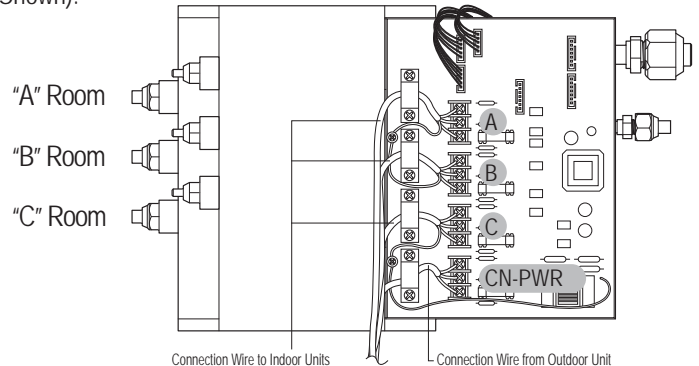 Shown).
"A" Room
"B" Room
"C" Room
A
B
C
CN-PWR
Connection Wire to Indoor Units
Connection Wire from Outdoor Unit